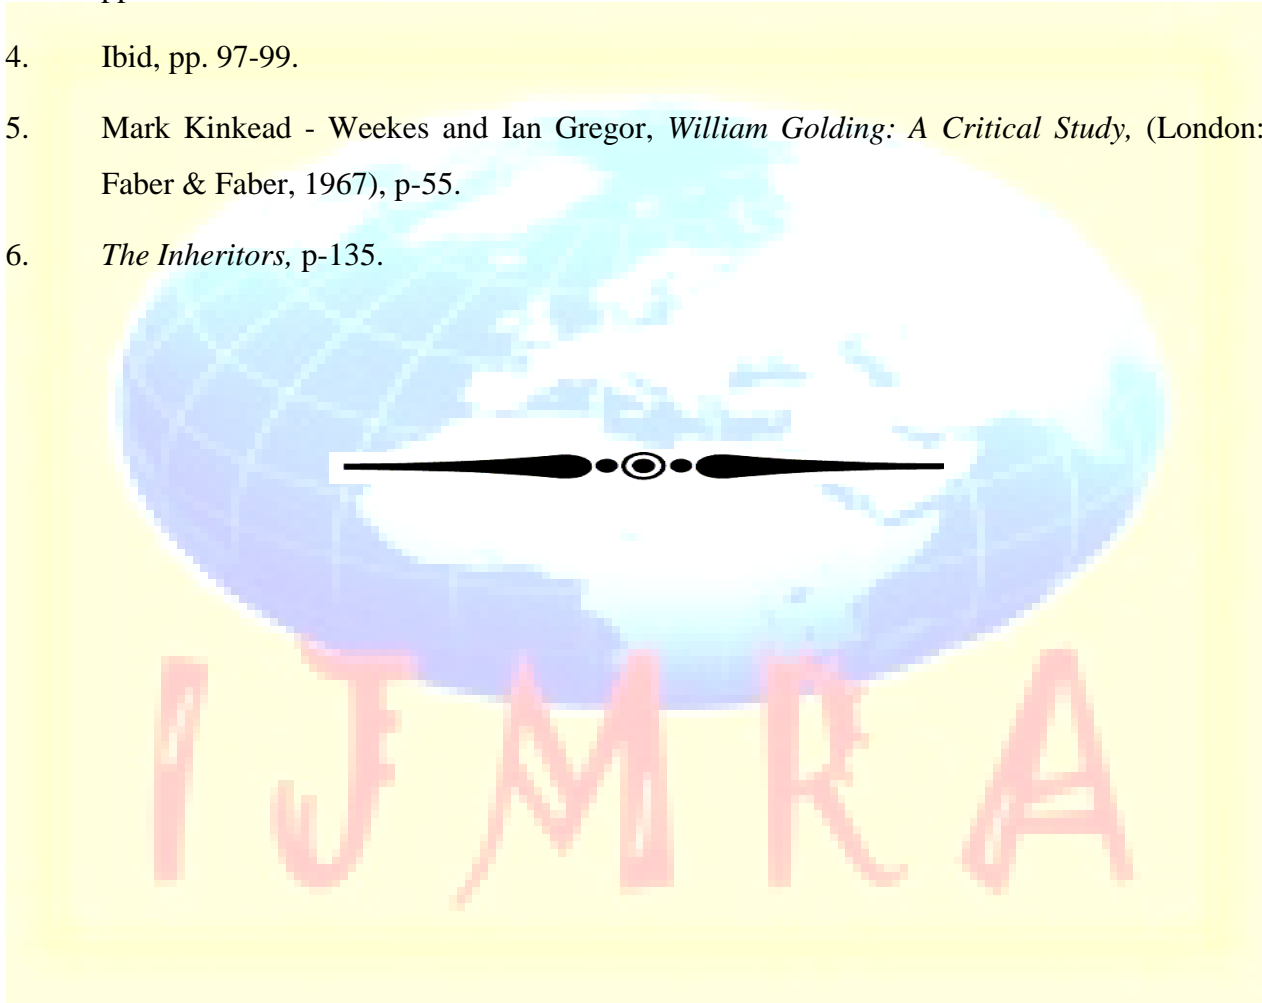 4. Ibid, pp. 97-99.
5. Mark Kinkead - Weekes and Ian Gregor, William Golding: A Critical Study, (London:
Faber & Faber, 1967), p-55.
6. The Inheritors, p-135.
IJMRA